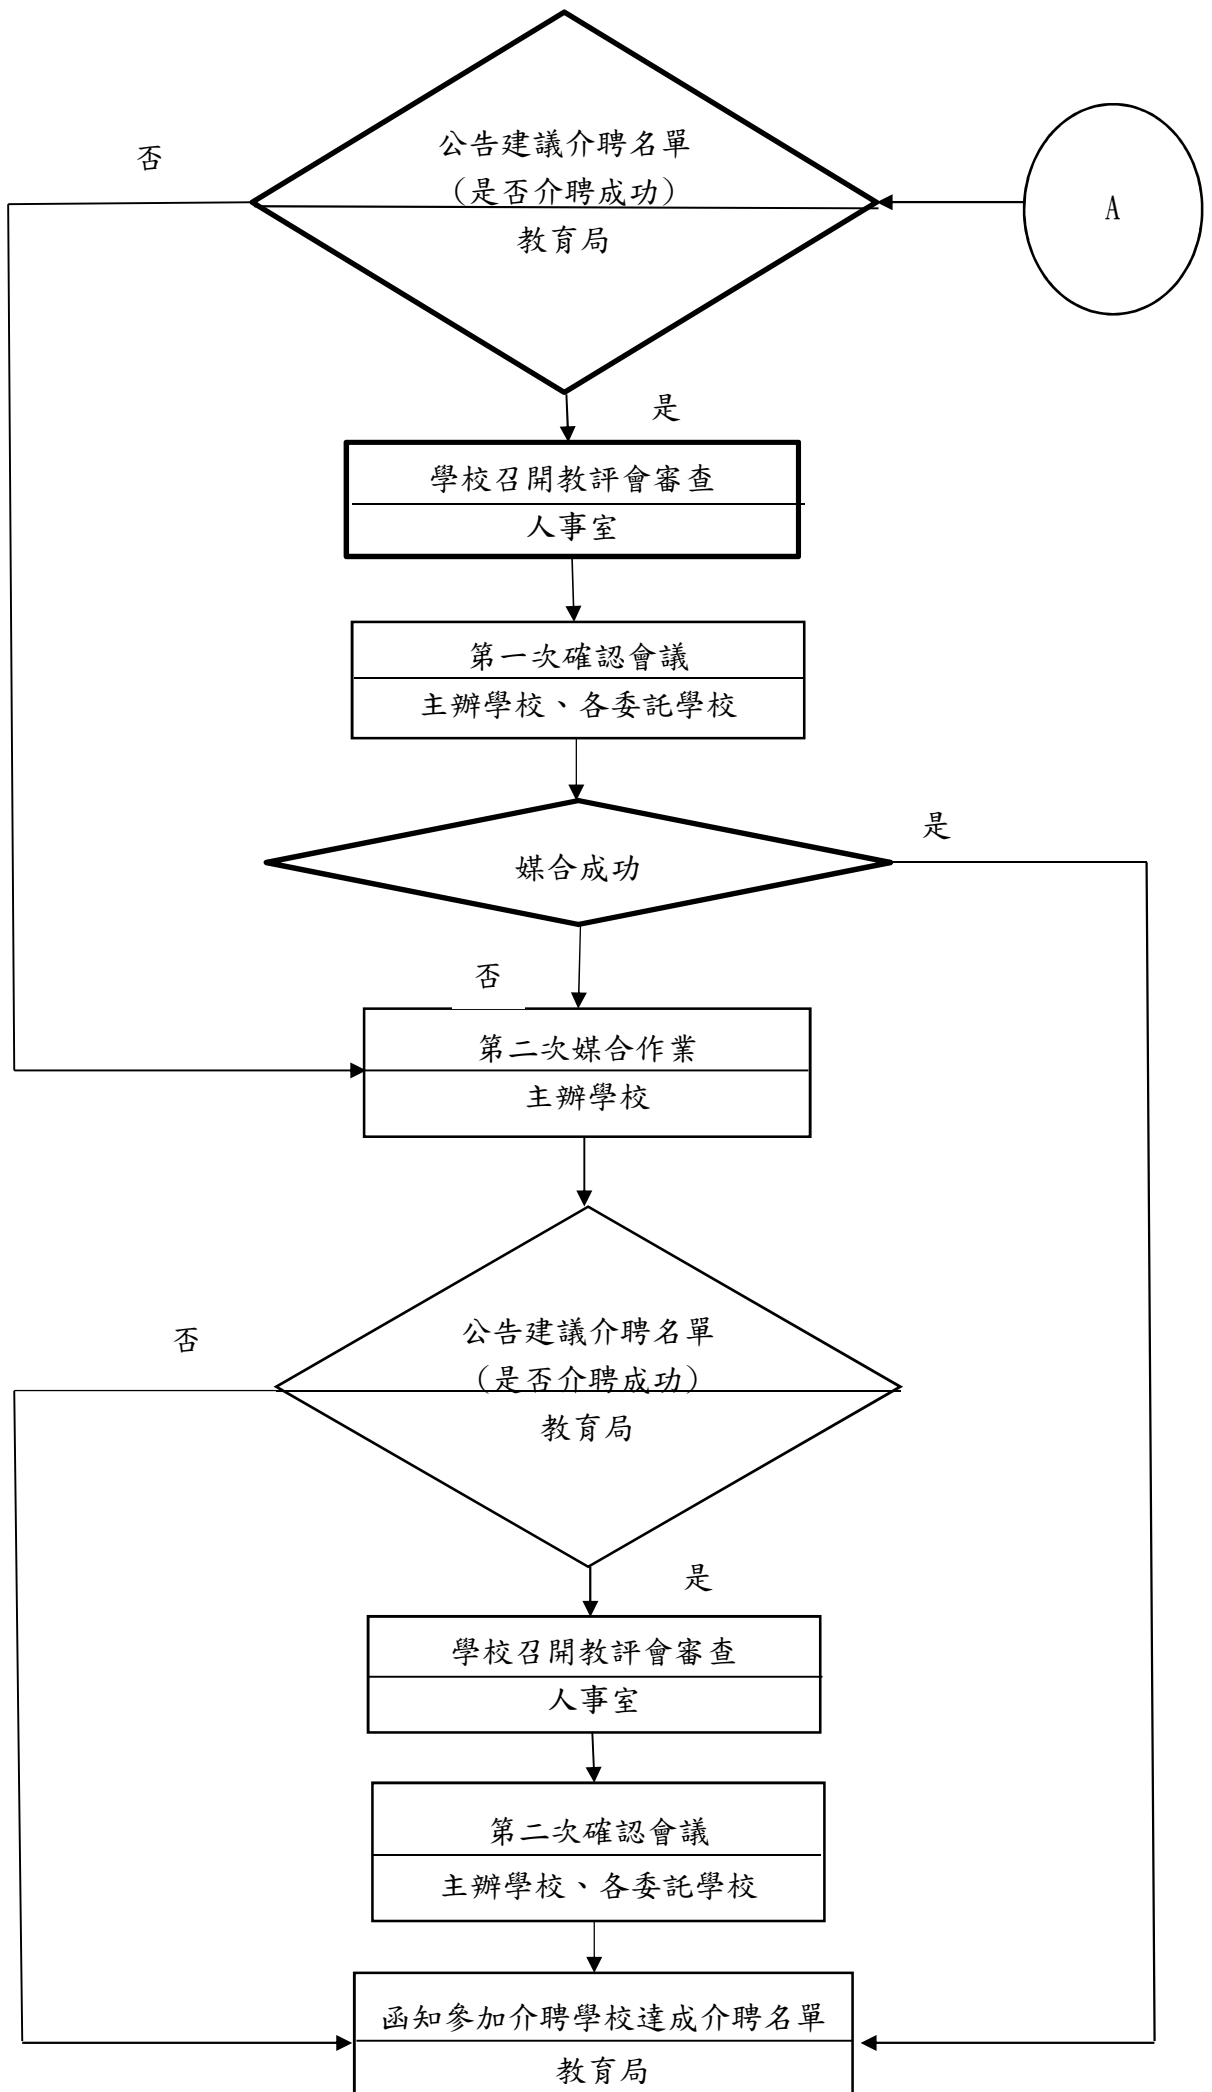 公告建議介聘名單
(是否介聘成功)
教育局
否
A
是
學校召開教評會審查
人事室
第一次確認會議
主辦學校、各委託學校
媒合成功
是
否
第二次媒合作業
主辦學校
公告建議介聘名單
(是否介聘成功)
教育局
否
是
學校召開教評會審查
人事室
第二次確認會議
主辦學校、各委託學校
函知參加介聘學校達成介聘名單
教育局